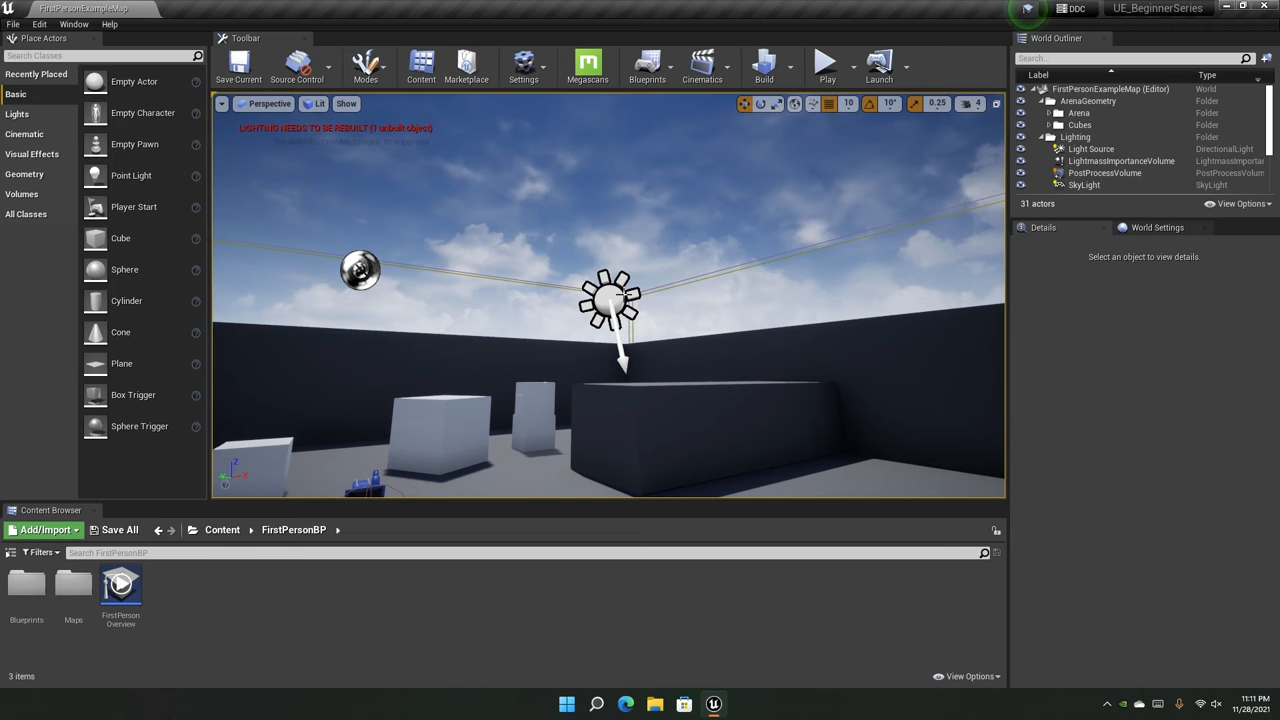 FirstPersonExampleMap
DDC
UE_BeginnerSeries
File Edit Window Help
Place Actors
Search Classes
Recently Placed
Basic
Lights
Cinematic
Visual Effects
Geometry
Volumes
All Classes
Empty Actor
Empty Character
Empty Pawn
Point Light
Player Start
Cube
Sphere
Cylinder
Cone
Plane
Box Trigger
Sphere Trigger
Toolbar
Save Current
Source Control
Modes
Content
Marketplace
Settings
Megascans
Blueprints
Cinematics
Build
Play
Launch
Perspective
Lit
Show
10
10°
0.25
4
LIGHTING NEEDS TO BE REBUILT (1 unbuilt object)
Z
X
World Outliner
Search...
Label Type
FirstPersonExampleMap (Editor) World
ArenaGeometry Folder
Arena Folder
Cubes Folder
Lighting Folder
Light Source DirectionalLight
LightmassImportanceVolume LightmassImportar
PostProcessVolume PostProcessVolum
SkyLight SkyLight
31 actors
View Options
Details
World Settings
Select an object to view details.
Content Browser
Add/Import
Save All
Content
FirstPersonBP
Filters
Search FirstPersonBP
Blueprints
Maps
FirstPerson
Overview
3 items
View Options
11:11 PM
11/28/2021